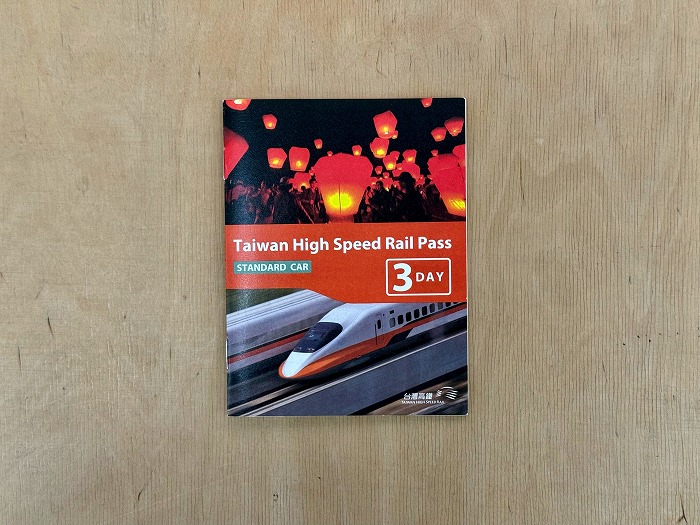 Taiwan High Speed Rail Pass
STANDARD CAR
3 DAY
台灣高鐵
TAIWAN HIGH SPEED RAIL